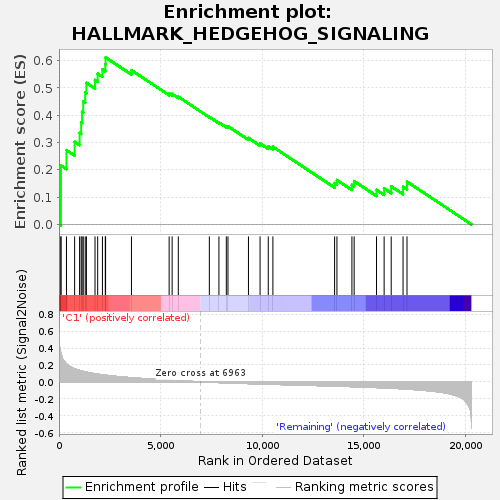 Enrichment plot:
HALLMARK_HEDGEHOG_SIGNALING
Enrichment score (ES)
0.6
0.5
0.4
0.3
0.2
0.1
0.0
'C1' (positively correlated)
Ranked list metric (Signal2Noise)
0.8
0.6
0.4
0.2
0.0
-0.2
-0.4
-0.6
Zero cross at 6963
'Remaining' (negatively correlated)
0
5,000
10,000
15,000
20,000
Rank in Ordered Dataset
Enrichment profile
Hits
Ranking metric scores